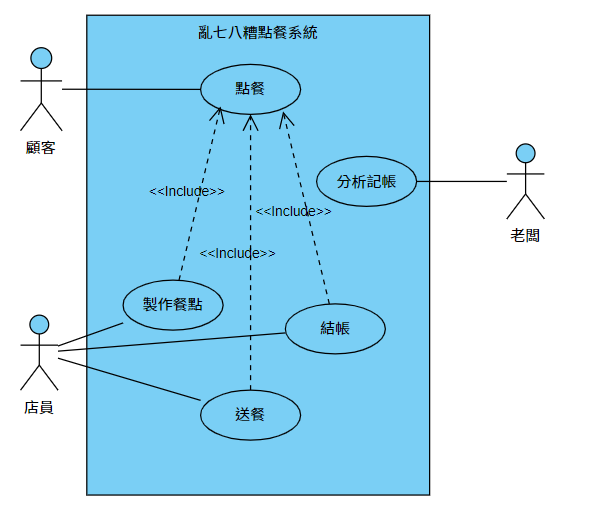 亂七八糟點餐系統
點餐
顧客
分析記帳
<<Include>>
<<Include>>
老闆
<<Include>>
製作餐點
結帳
店員
送餐